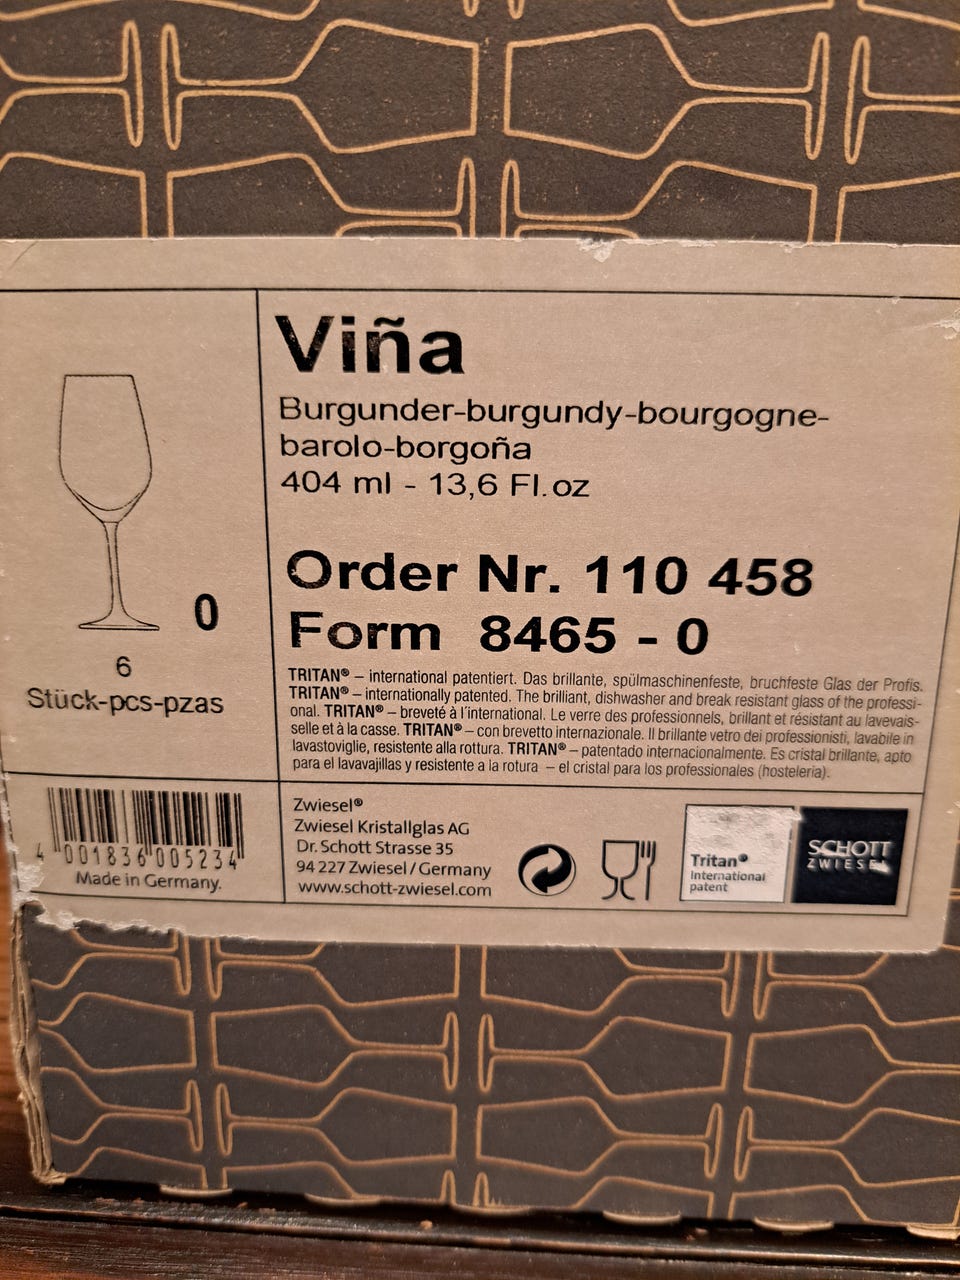 Viña
Burgunder-burgundy-bourgogne-
barolo-borgoña
404 ml - 13,6 Fl.oz
Order Nr. 110 458
Form 8465 - 0
TRITAN® – international patentiert. Das brillante, spülmaschinenfeste, bruchfeste Glas der Profis.
TRITAN® – internationally patented. The brilliant, dishwasher and break resistant glass of the professi-
onal. TRITAN® – breveté à l'international. Le verre des professionnels, brillant et résistant au lavevais-
selle et à la casse. TRITAN® – con brevetto internazionale. Il brillante vetro dei professionisti, lavabile in
lavastoviglie, resistente alla rottura. TRITAN® – patentado internacionalmente. Es cristal brillante, apto
para el lavavajillas y resistente a la rotura – el cristal para los profesionales (hosteleria).
0
6
Stück-pcs-pzas
4 001836 005234
Made in Germany.
Zwiesel®
Zwiesel Kristallglas AG
Dr. Schott Strasse 35
94 227 Zwiesel / Germany
www.schott-zwiesel.com
Tritan®
International
patent
SCHOTT
ZWIESEL